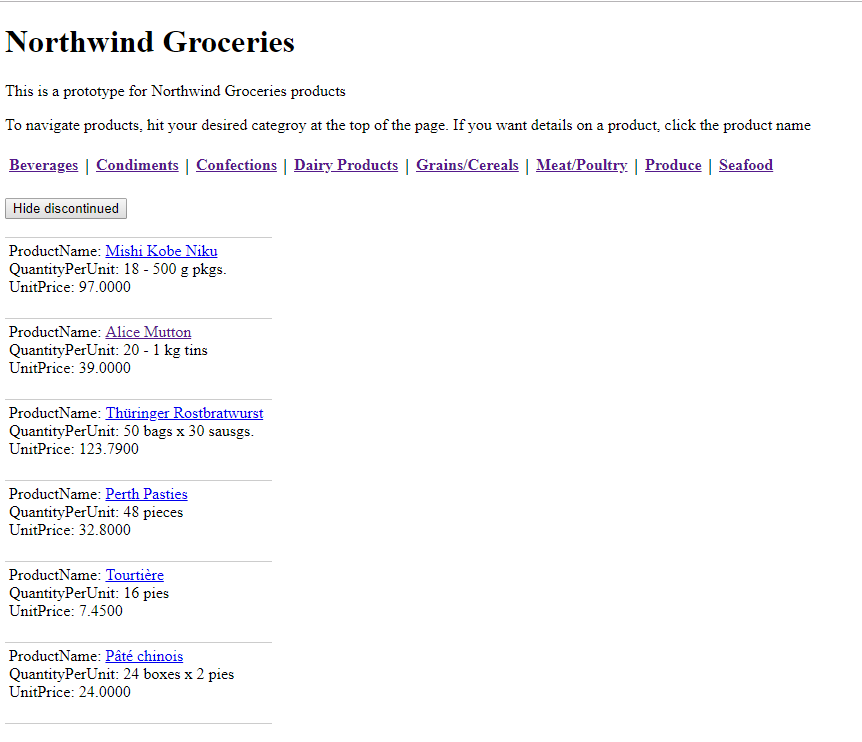 Northwind Groceries
This is a prototype for Northwind Groceries products
To navigate products, hit your desired categroy at the top of the page. If you want details on a product, click the product name
Beverages | Condiments | Confections | Dairy Products | Grains/Cereals | Meat/Poultry | Produce | Seafood
Hide discontinued
ProductName: Mishi Kobe Niku
QuantityPerUnit: 18 - 500 g pkgs.
UnitPrice: 97.0000
ProductName: Alice Mutton
QuantityPerUnit: 20 - 1 kg tins
UnitPrice: 39.0000
ProductName: Thüringer Rostbratwurst
QuantityPerUnit: 50 bags x 30 sausgs.
UnitPrice: 123.7900
ProductName: Perth Pasties
QuantityPerUnit: 48 pieces
UnitPrice: 32.8000
ProductName: Tourtière
QuantityPerUnit: 16 pies
UnitPrice: 7.4500
ProductName: Pâté chinois
QuantityPerUnit: 24 boxes x 2 pies
UnitPrice: 24.0000